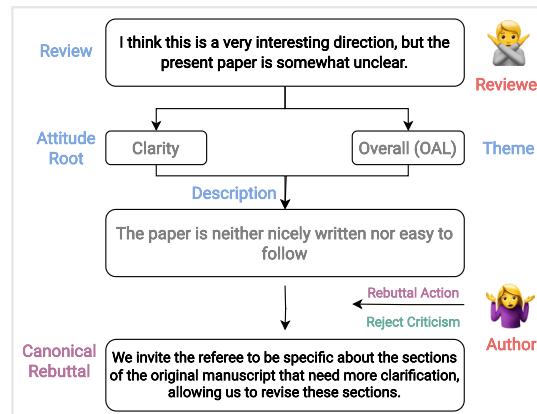 Review
I think this is a very interesting direction, but the
present paper is somewhat unclear.
Reviewe
Attitude
Root
Clarity
Overall (OAL)
Theme
Description
The paper is neither nicely written nor easy to
follow
Rebuttal Action
Reject Criticism
Author
Canonical
Rebuttal
We invite the referee to be specific about the sections
of the original manuscript that need more clarification,
allowing us to revise these sections.